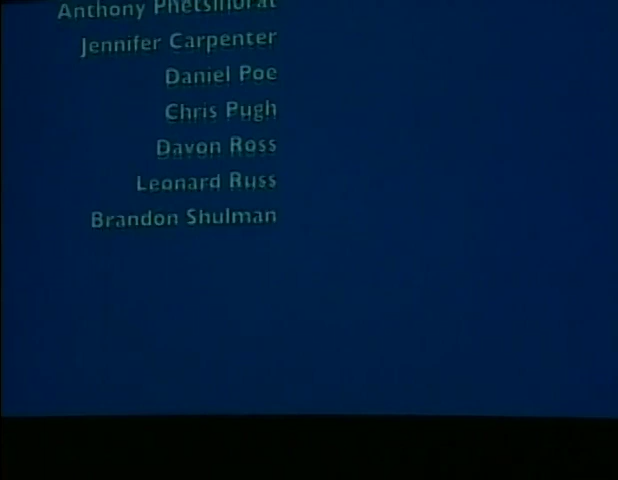 Anthony
Jennifer Carpenter
Daniel Poe
Chris Pugh
Davon Ross
Leonard Russ
Brandon Shulman